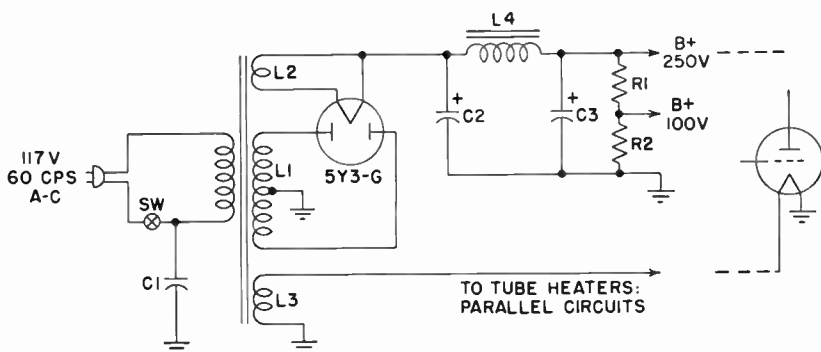 L4
B+
250V
L2
R1
C2
C3
B+
100V
R2
117V
60 CPS
A-C
L1
5Y3-G
SW
C1
L3
TO TUBE HEATERS:
PARALLEL CIRCUITS
+
+